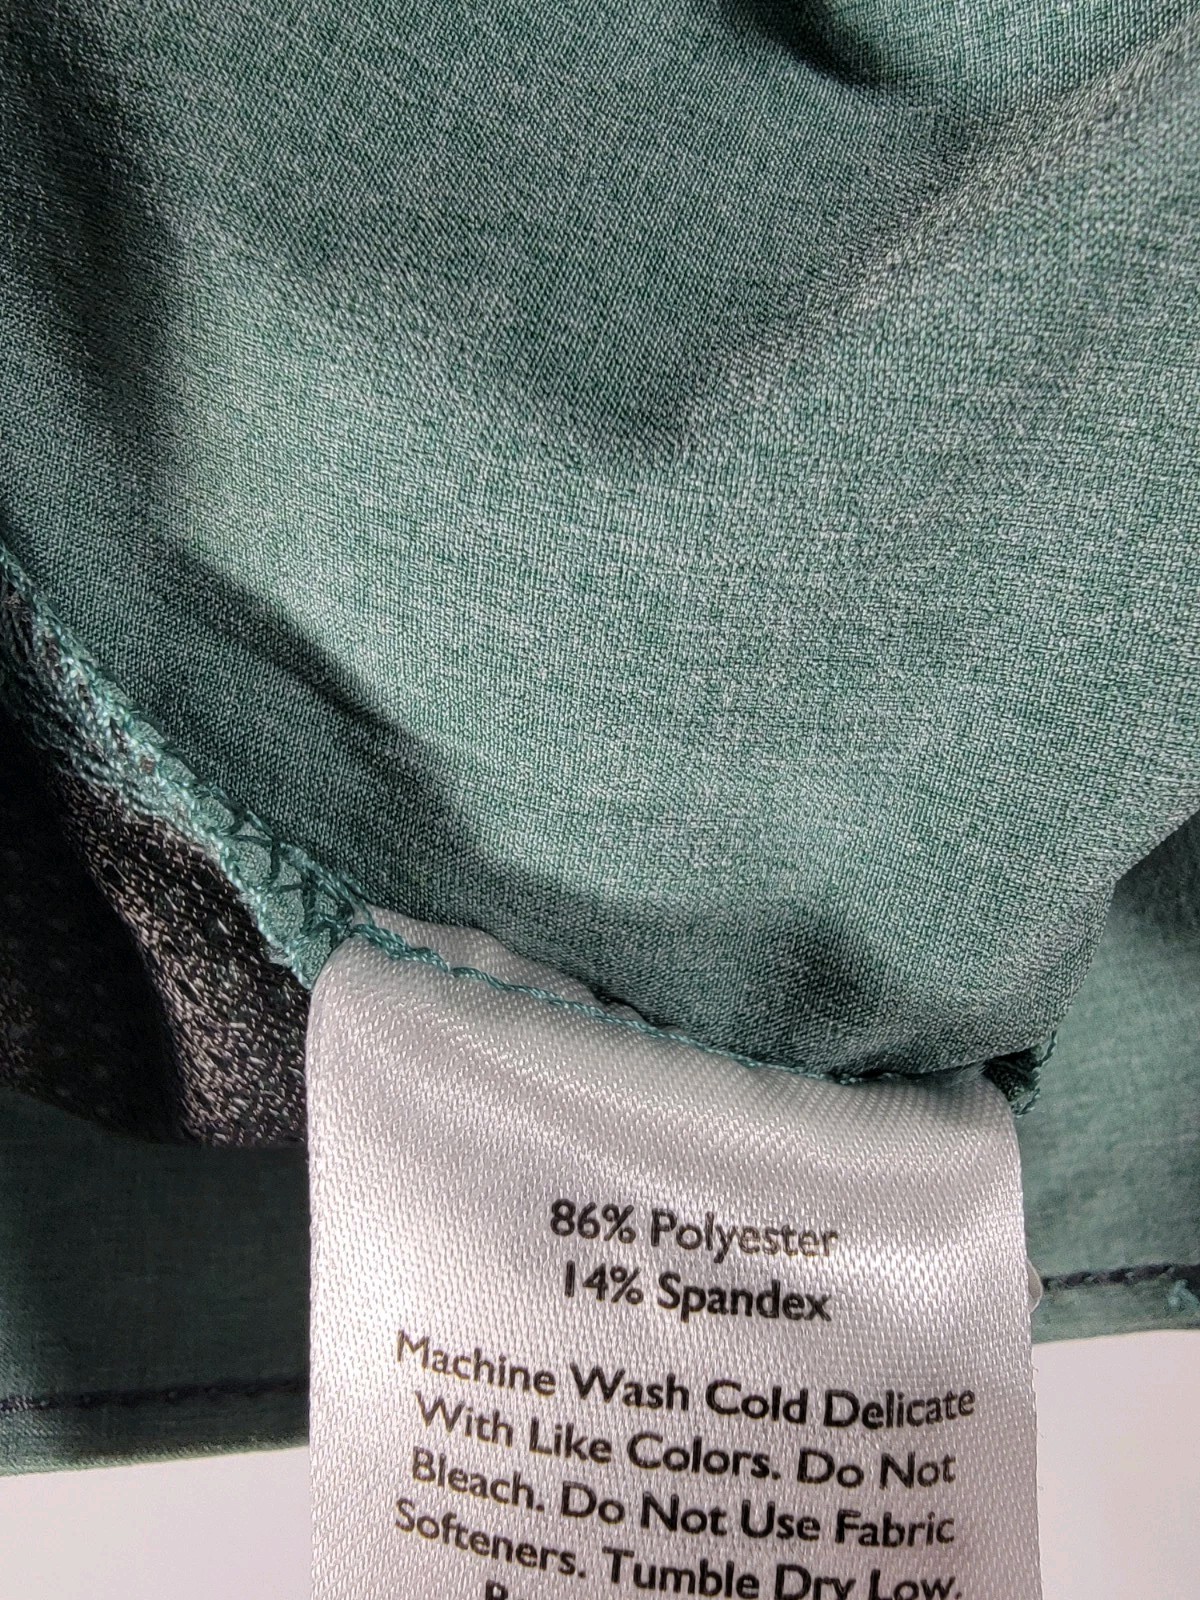 86% Polyester
14% Spandex
Machine Wash Cold Delicate
With Like Colors. Do Not
Bleach. Do Not Use Fabric
Softeners. Tumble Dry Low.